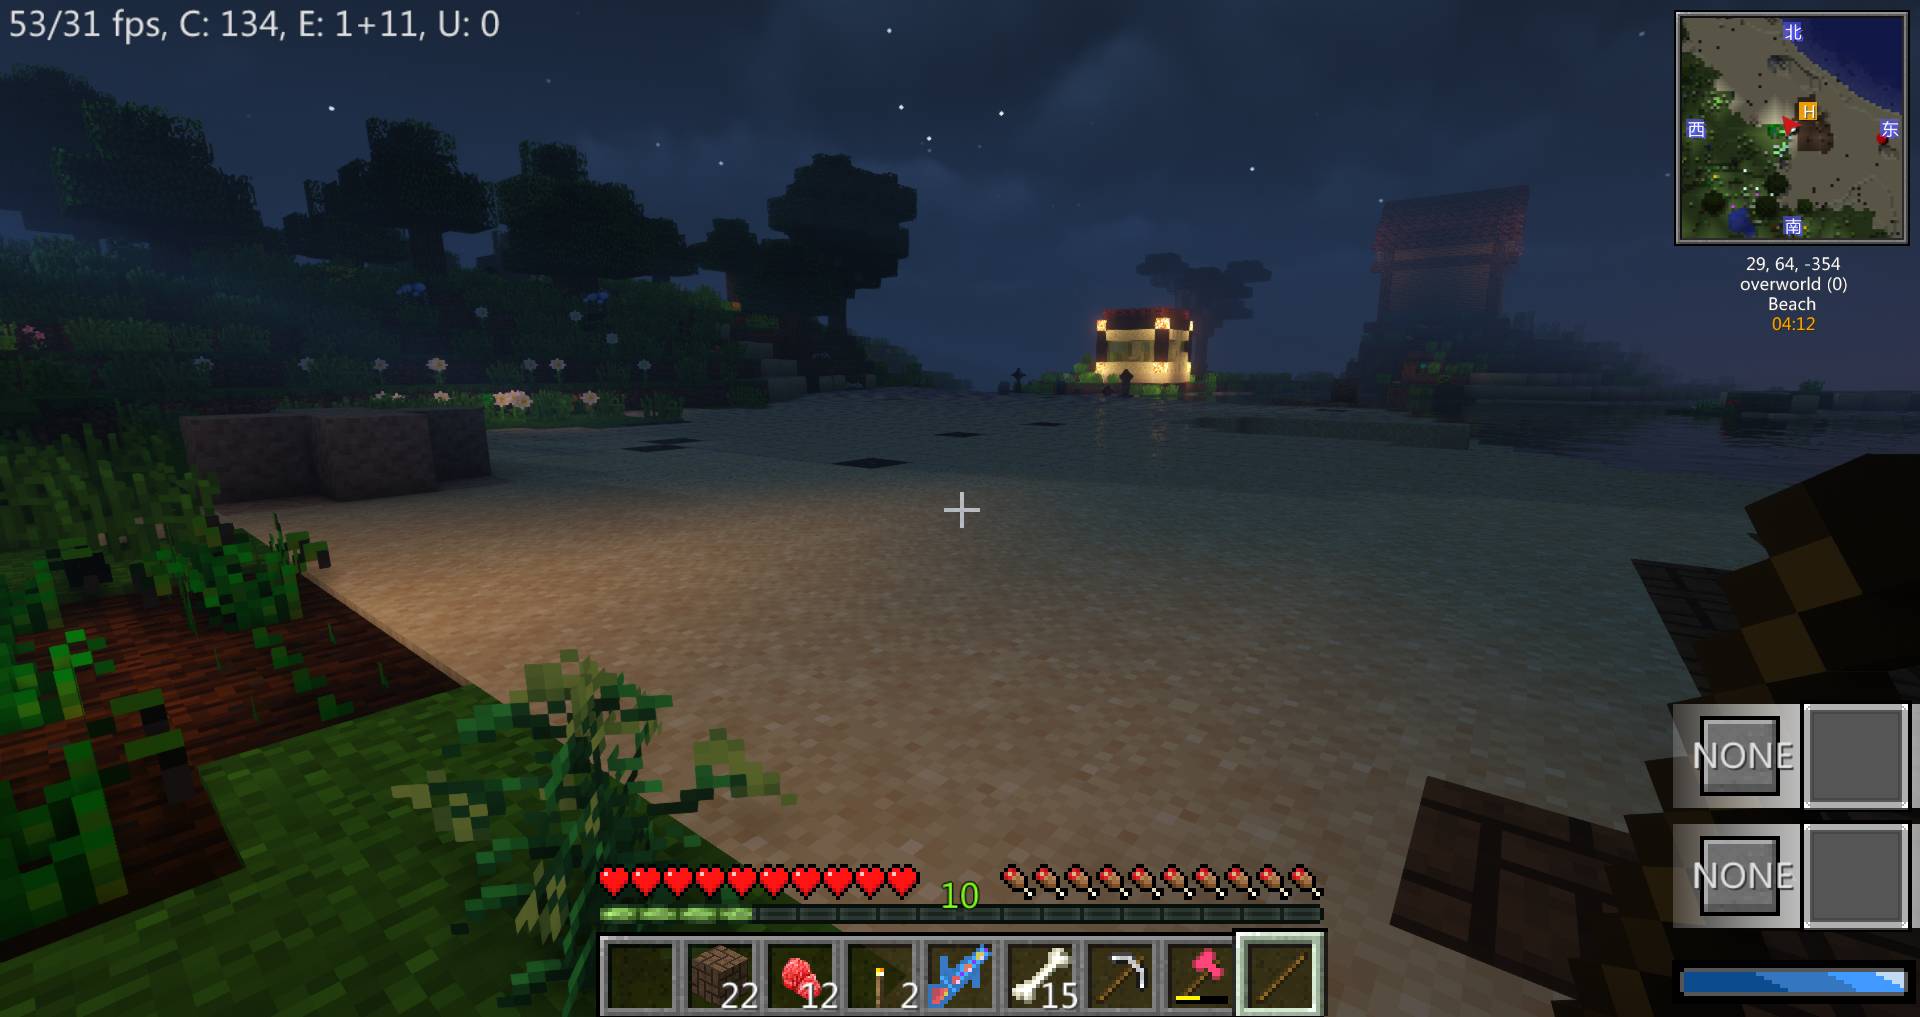 53/31 fps, C: 134, E: 1+11, U: 0
北
H
西
东
南
29, 64, -354
overworld (0)
Beach
04:12
NONE
NONE
10
22
12
2
15